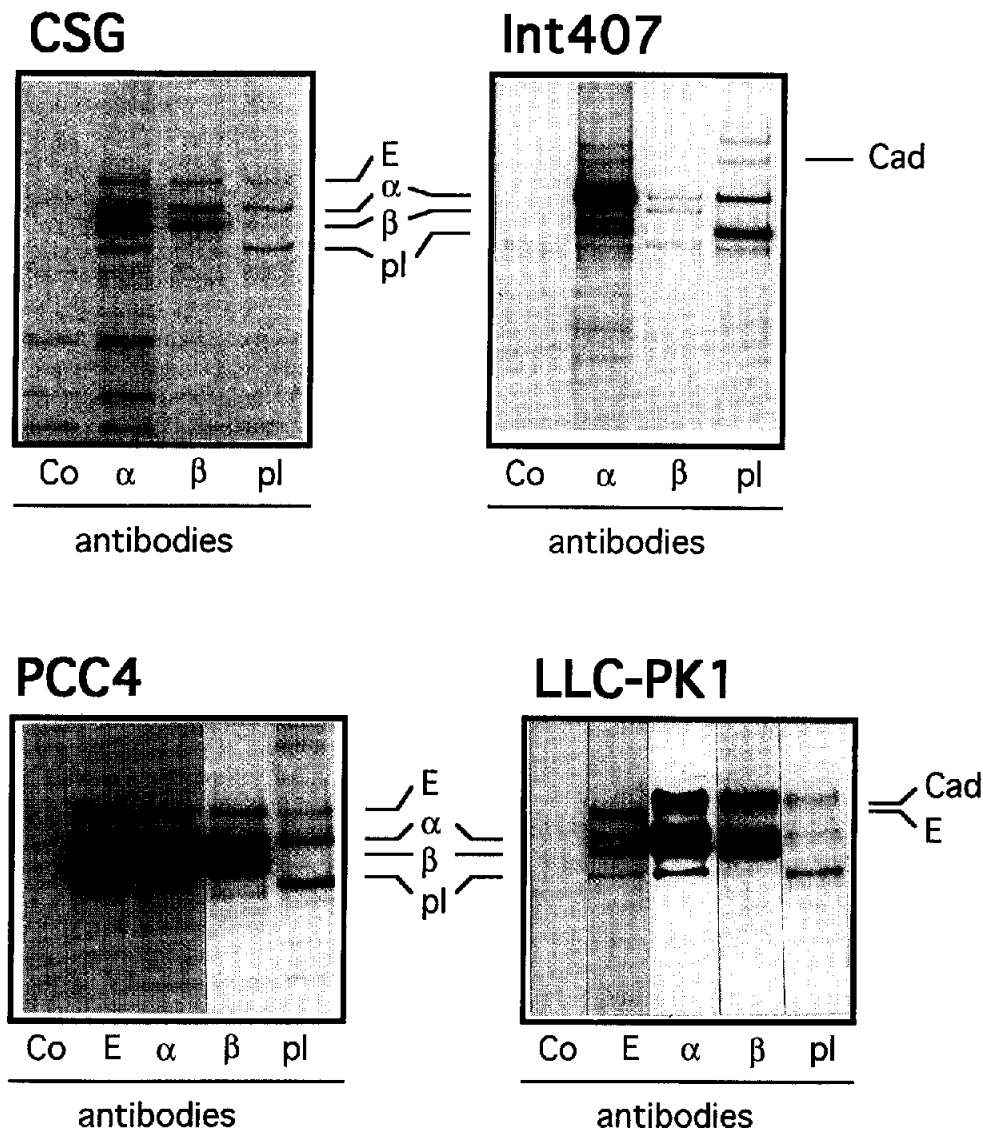 CSG
Int407
E
α
β
pl
Cad
Co α β pl
antibodies
Co α β pl
antibodies
PCC4
LLC-PK1
E
α
β
pl
Cad
E
Co E α β pl
antibodies
Co E α β pl
antibodies